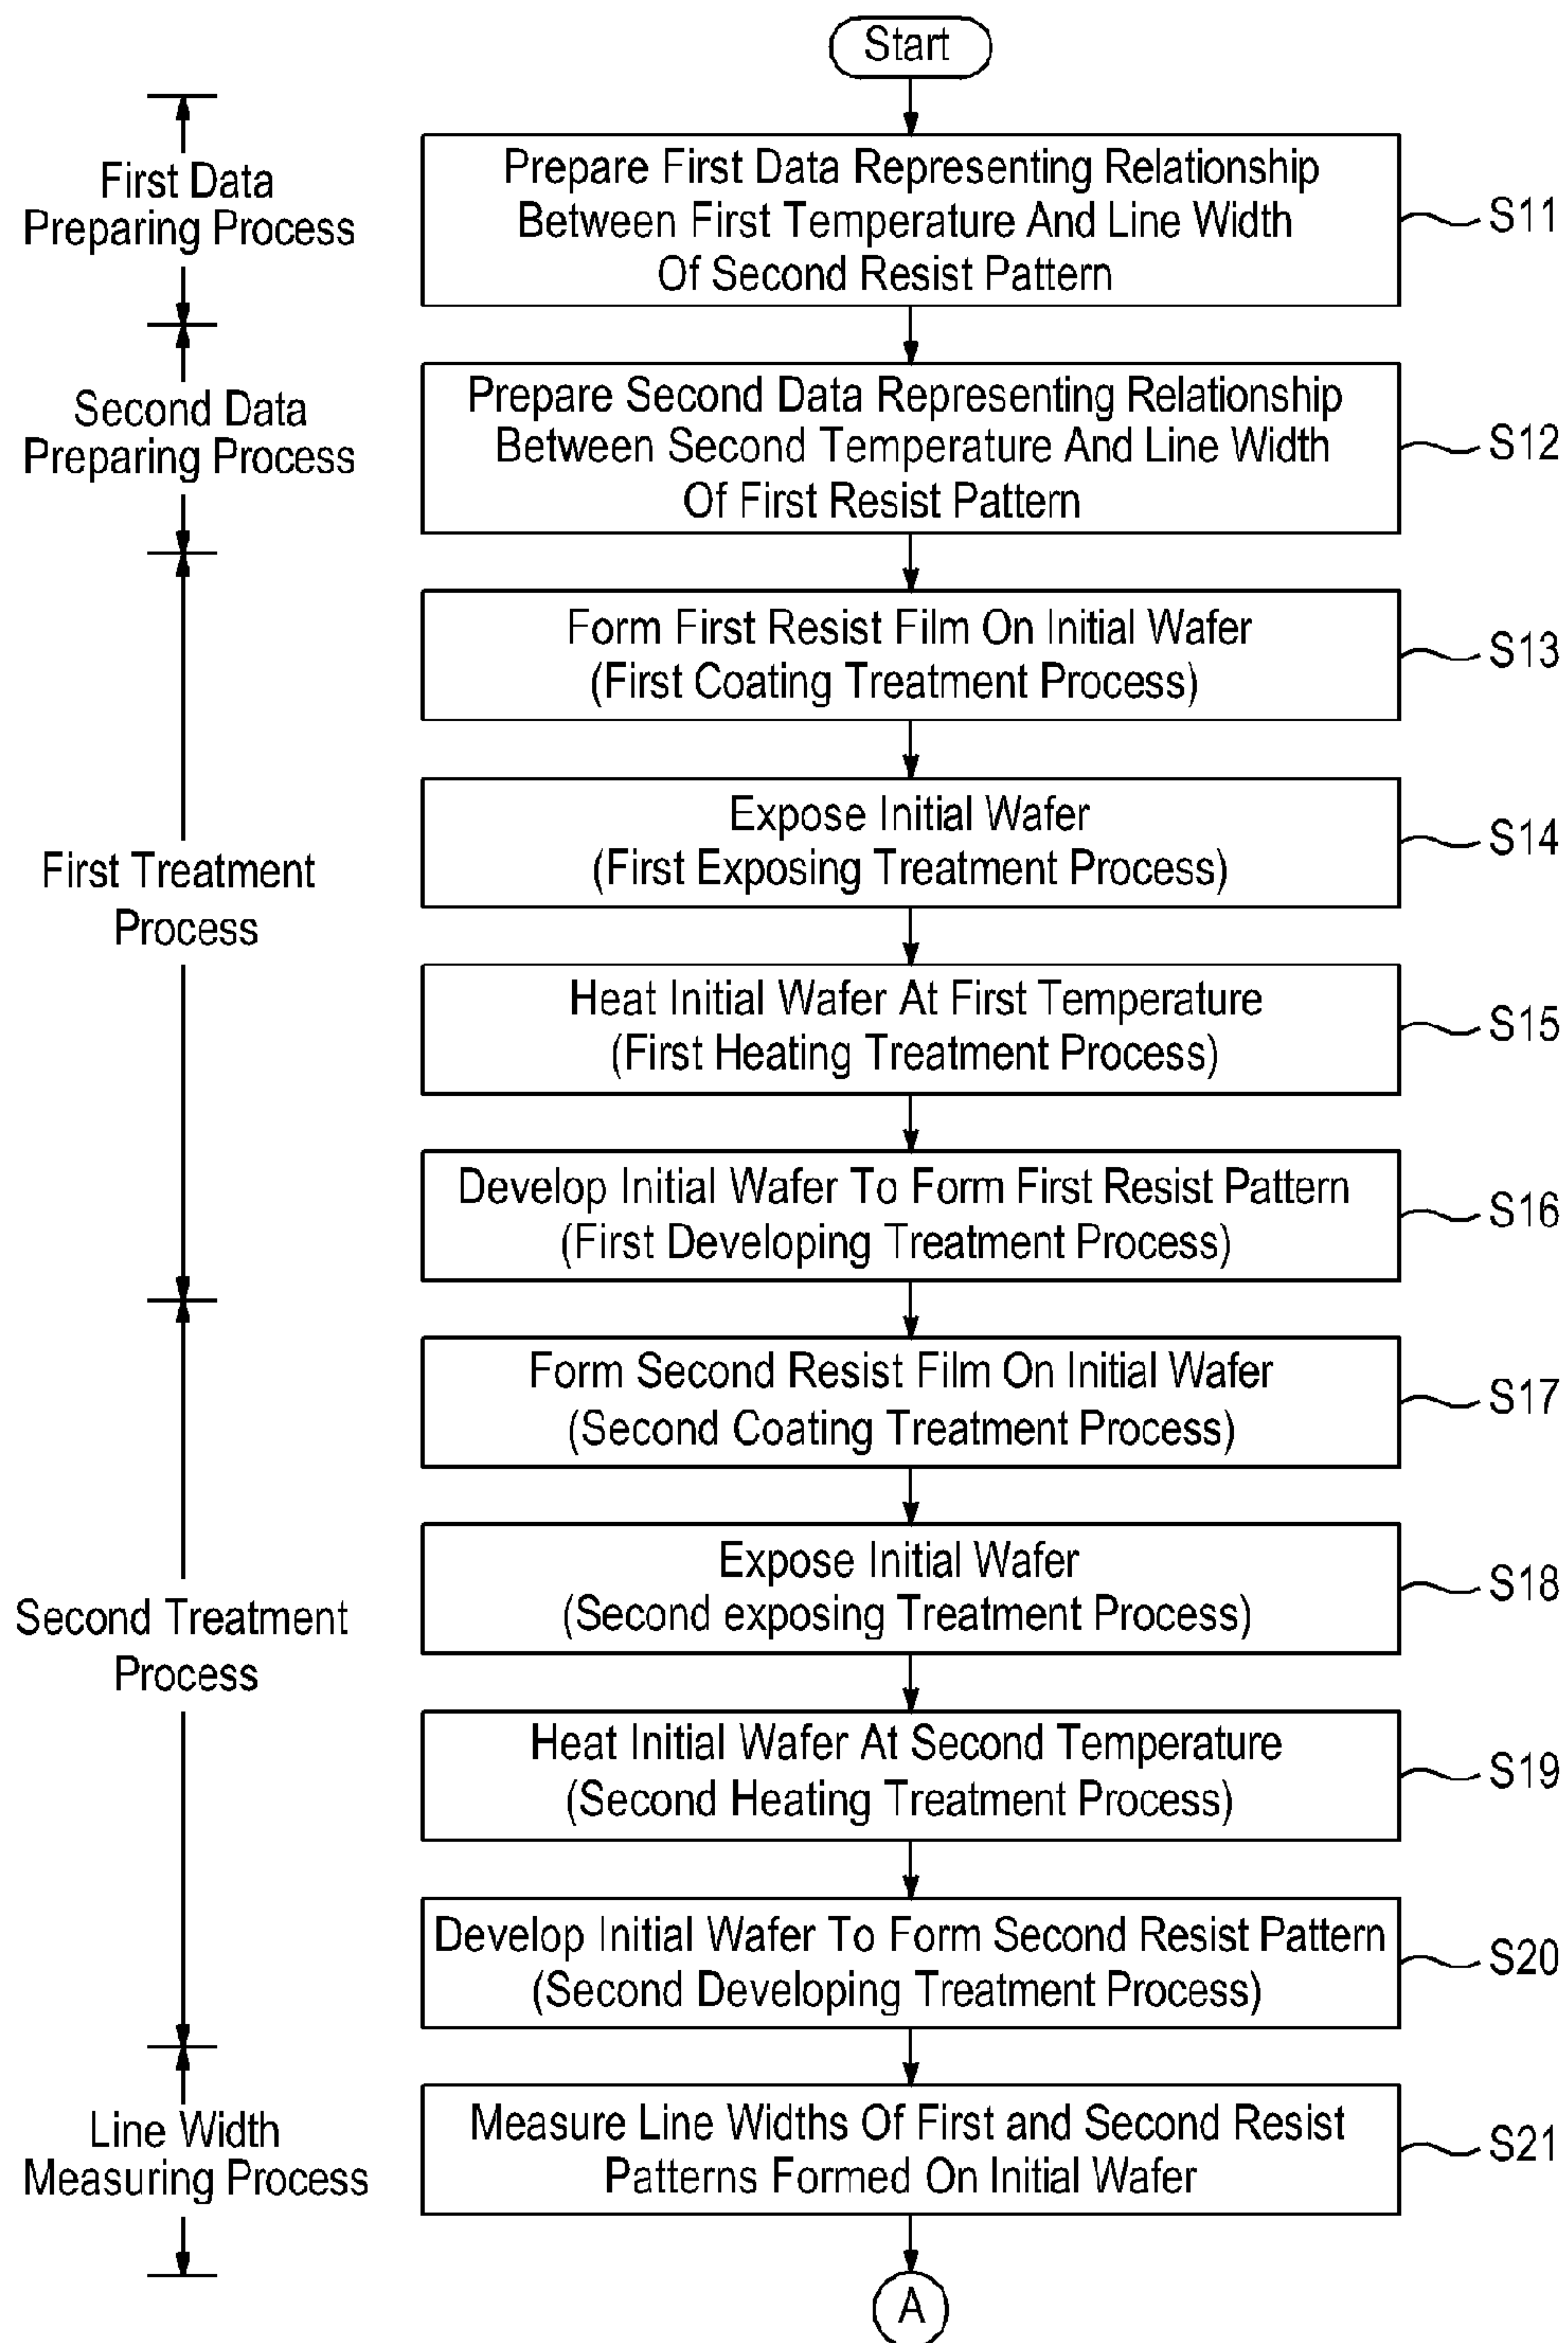 Start
First Data
Preparing Process
Prepare First Data Representing Relationship
Between First Temperature And Line Width
Of Second Resist Pattern
S11
Second Data
Preparing Process
Prepare Second Data Representing Relationship
Between Second Temperature And Line Width
Of First Resist Pattern
S12
First Treatment
Process
Form First Resist Film On Initial Wafer
(First Coating Treatment Process)
S13
Expose Initial Wafer
(First Exposing Treatment Process)
S14
Heat Initial Wafer At First Temperature
(First Heating Treatment Process)
S15
Develop Initial Wafer To Form First Resist Pattern
(First Developing Treatment Process)
S16
Second Treatment
Process
Form Second Resist Film On Initial Wafer
(Second Coating Treatment Process)
S17
Expose Initial Wafer
(Second exposing Treatment Process)
S18
Heat Initial Wafer At Second Temperature
(Second Heating Treatment Process)
S19
Develop Initial Wafer To Form Second Resist Pattern
(Second Developing Treatment Process)
S20
Line Width
Measuring Process
Measure Line Widths Of First and Second Resist
Patterns Formed On Initial Wafer
S21
A